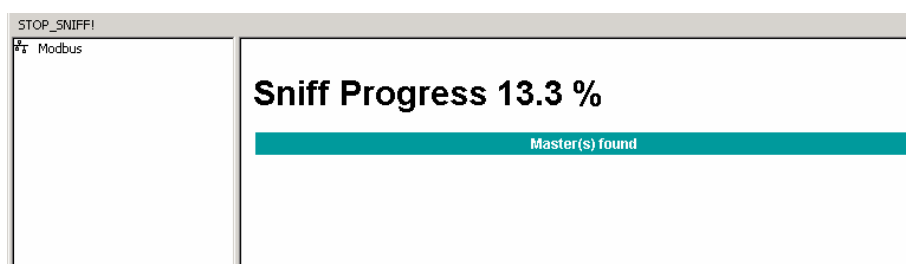 STOP_SNIFF!
Modbus
Sniff Progress 13.3 %
Master(s) found